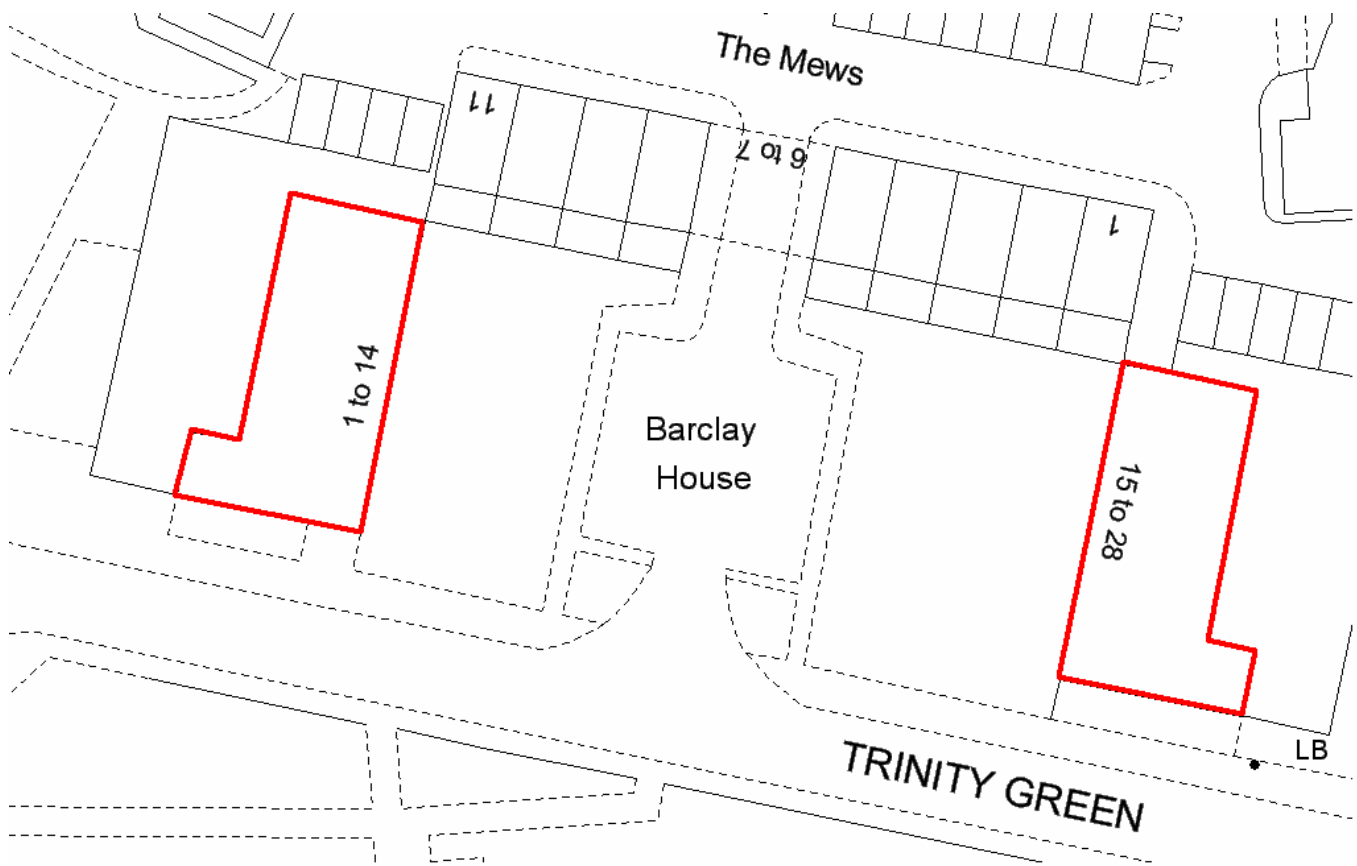 The Mews
11
6 to 7
1
1 to 14
Barclay
House
15 to 28
LB
TRINITY GREEN